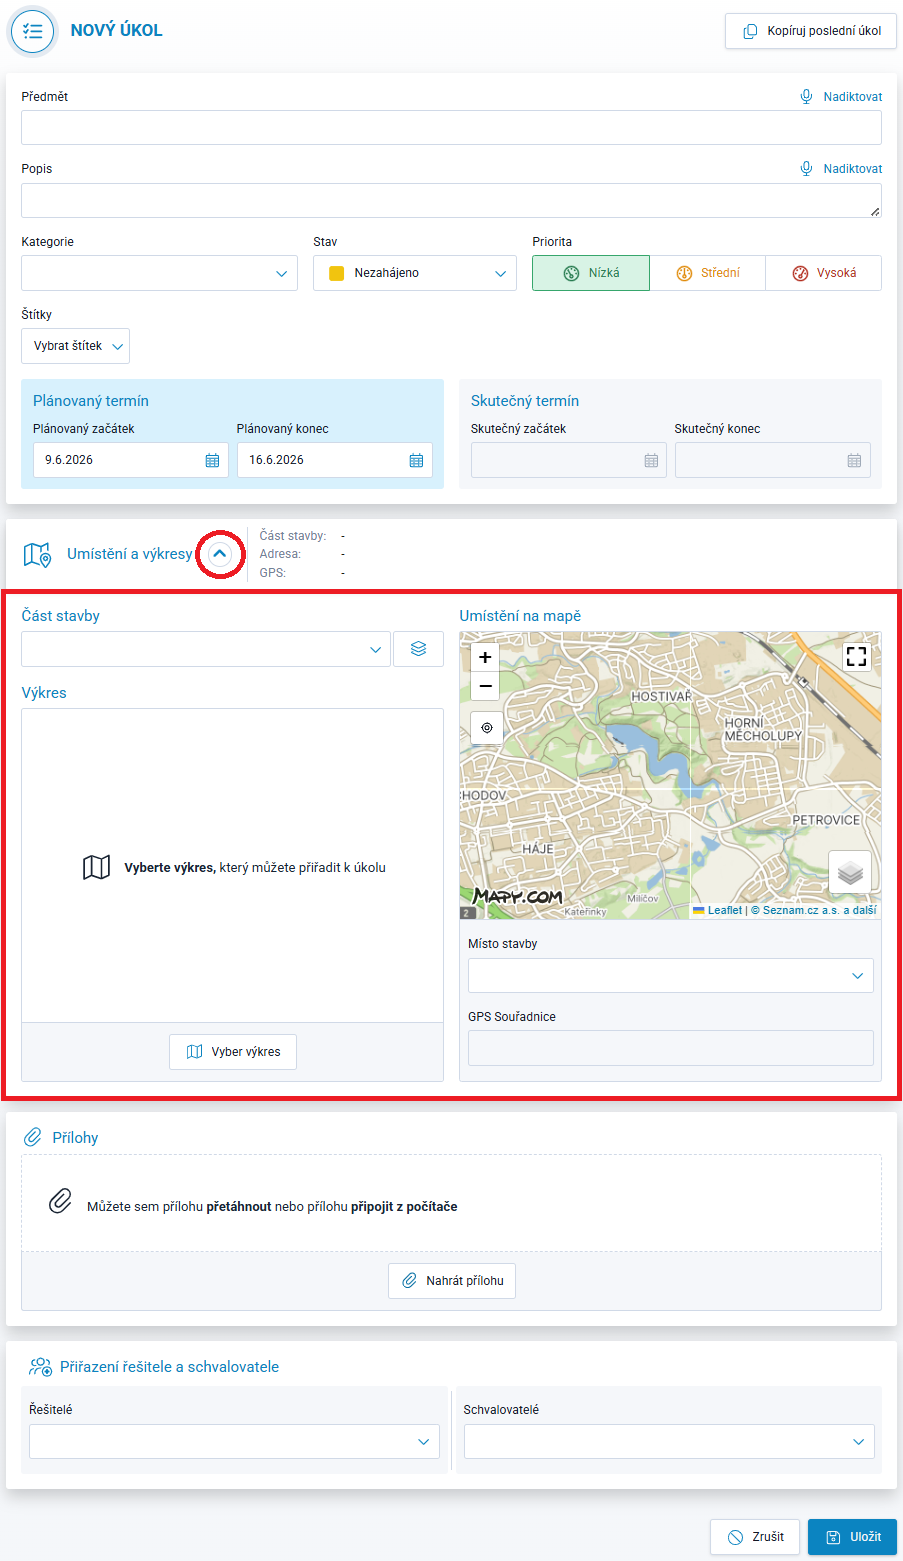 NOVÝ ÚKOL
Kopíruj poslední úkol
Předmět
Nadiktovat
Popis
Nadiktovat
Kategorie
Stav
Priorita
Nezahájeno
Nízká
Střední
Vysoká
Štítky
Vybrat štítek
Plánovaný termín
Plánovaný začátek
Plánovaný konec
9.6.2026
16.6.2026
Skutečný termín
Skutečný začátek
Skutečný konec
Umístění a výkresy
Část stavby: -
Adresa: -
GPS: -
Část stavby
Výkres
Vyberte výkres, který můžete přiřadit k úkolu
Vyber výkres
Umístění na mapě
+
−
HOSTIVAŘ
HORNÍ
MĚCHOLUPY
CHODOV
PETROVICE
HÁJE
Milíčov
Kateřinky
2
Mapy.com
Leaflet | © Seznam.cz a.s. a další
Místo stavby
GPS Souřadnice
Přílohy
Můžete sem přílohu přetáhnout nebo přílohu připojit z počítače
Nahrát přílohu
Přiřazení řešitele a schvalovatele
Řešitelé
Schvalovatelé
Zrušit
Uložit